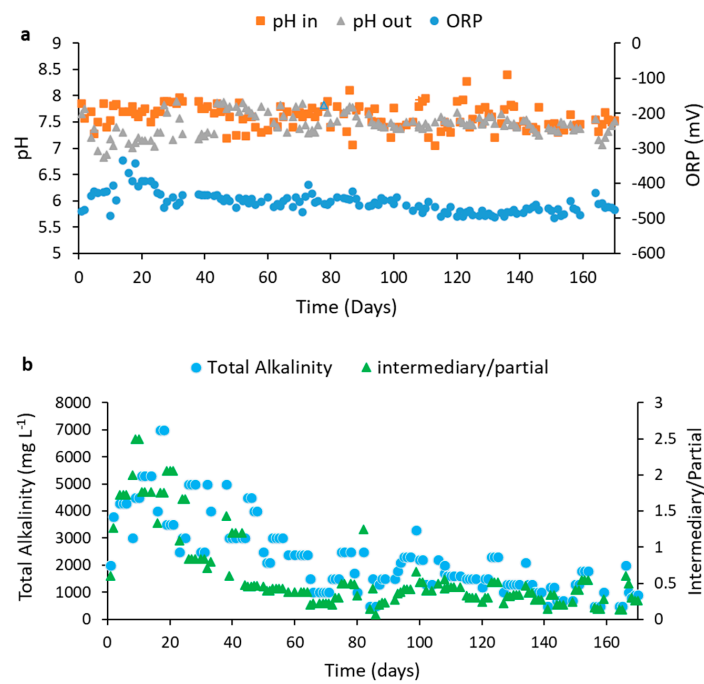 a
pH in pH out ORP
9
8.5
8
7.5
7
6.5
6
5.5
5
pH
0
-100
-200
-300
-400
-500
-600
ORP (mV)
0 20 40 60 80 100 120 140 160
Time (Days)
b
Total Alkalinity intermediary/partial
8000
7000
6000
5000
4000
3000
2000
1000
0
Total Alkalinity (mg L-1)
3
2.5
2
1.5
1
0.5
0
Intermediary/Partial
0 20 40 60 80 100 120 140 160
Time (days)